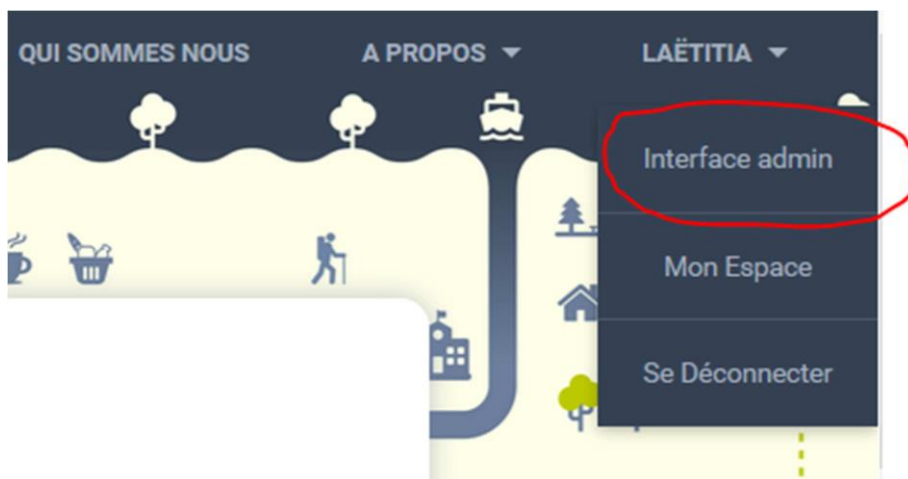 QUI SOMMES NOUS
A PROPOS
LAËTITIA
Interface admin
Mon Espace
Se Déconnecter